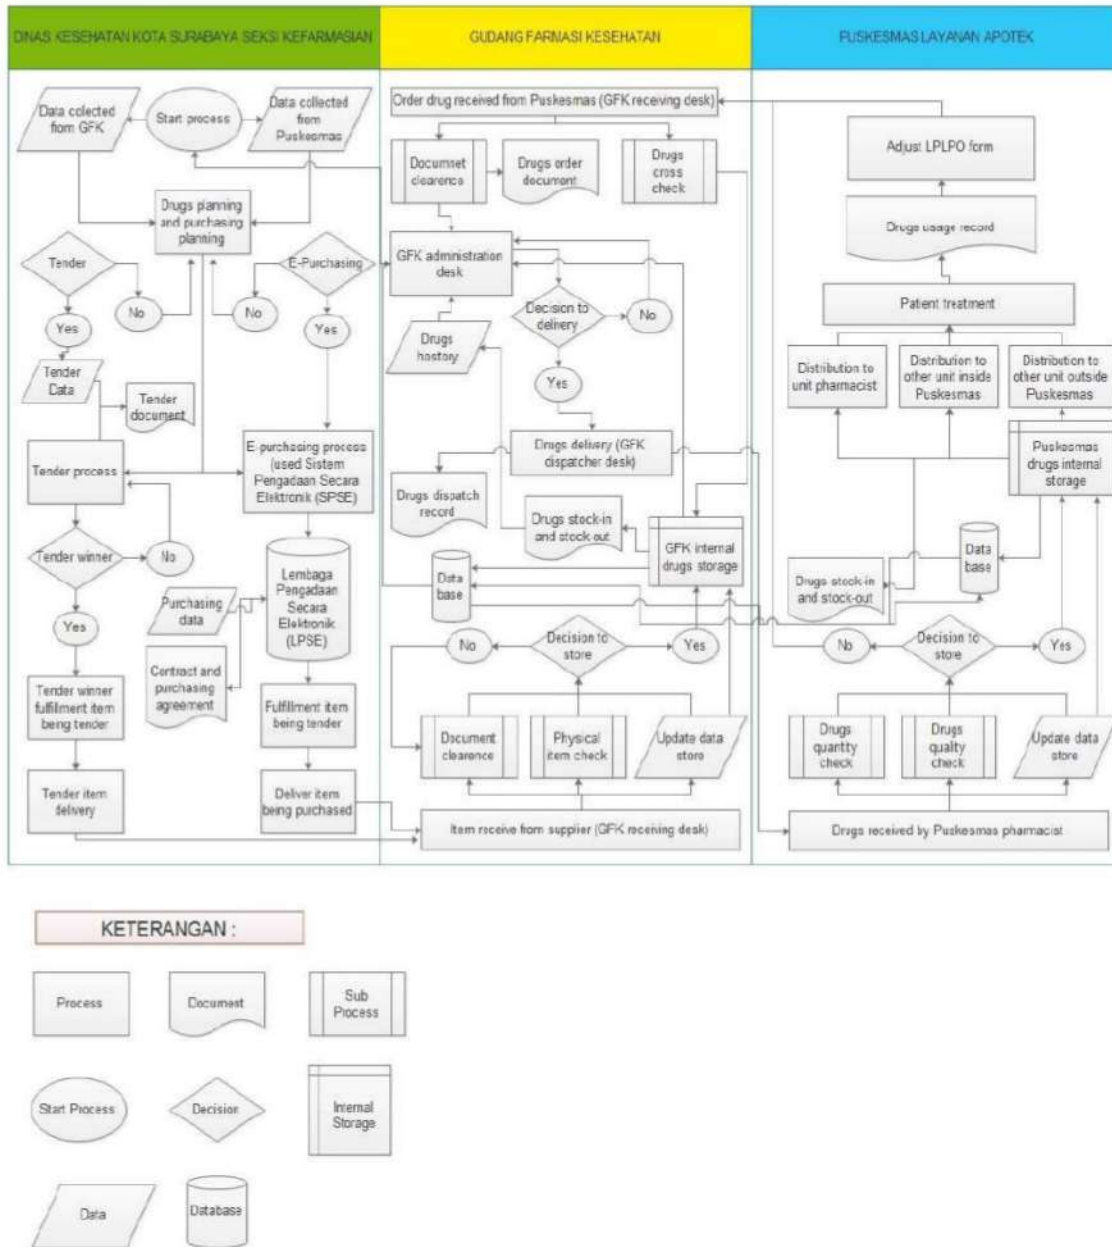 DINAS KESEHATAN KOTA SURABAYA SEKSI KEFARMASIAN
GUDANG FARMASI KESEHATAN
PUSKESMAS LAYANAN APOTEK
Data colected
from GFK
Start process
Data collected
from
Puskesmas
Drugs planning
and purchasing
planning
Tender
E-Purchasing
No
No
Yes
Yes
Tender
Data
Tender
document
Tender process
E-purchasing process
(used Sistem
Pengadaan Secara
Elektronik (SPSE)
Tender winner
No
Lembaga
Pengadaan
Secara
Elektronik
(LPSE)
Purchasing
data
Yes
Contract and
purchasing
agreement
Tender winner
fulfillment item
being tender
Fulfillment item
being tender
Tender item
delivery
Deliver item
being purchased
Order drug received from Puskesmas (GFK receiving desk)
Documnet
clearence
Drugs order
document
Drugs
cross
check
GFK admnistration
desk
Decision to
delivery
No
Drugs
hostory
Yes
Drugs delivery (GFK
dispatcher desk)
Drugs dispatch
record
Drugs stock-in
and stock out
GFK internal
drugs storage
Data
base
No
Decision to
store
Yes
Document
clearence
Physical
item check
Update data
store
Item receive from supplier (GFK receiving desk)
Adjust LPLPO form
Drugs usage record
Patient treatment
Distribution to
unit pharmacist
Distribution to
other unit inside
Puskesmas
Distribution to
other unit outside
Puskesmas
Puskesmas
drugs internal
storage
Data
base
Drugs stock-in
and stock-out
No
Decision to
store
Yes
Drugs
quantity
check
Drugs
quality
check
Update data
store
Drugs received by Puskesmas pharmacist
KETERANGAN :
Process
Document
Sub
Process
Start Process
Decision
Internal
Storage
Data
Database